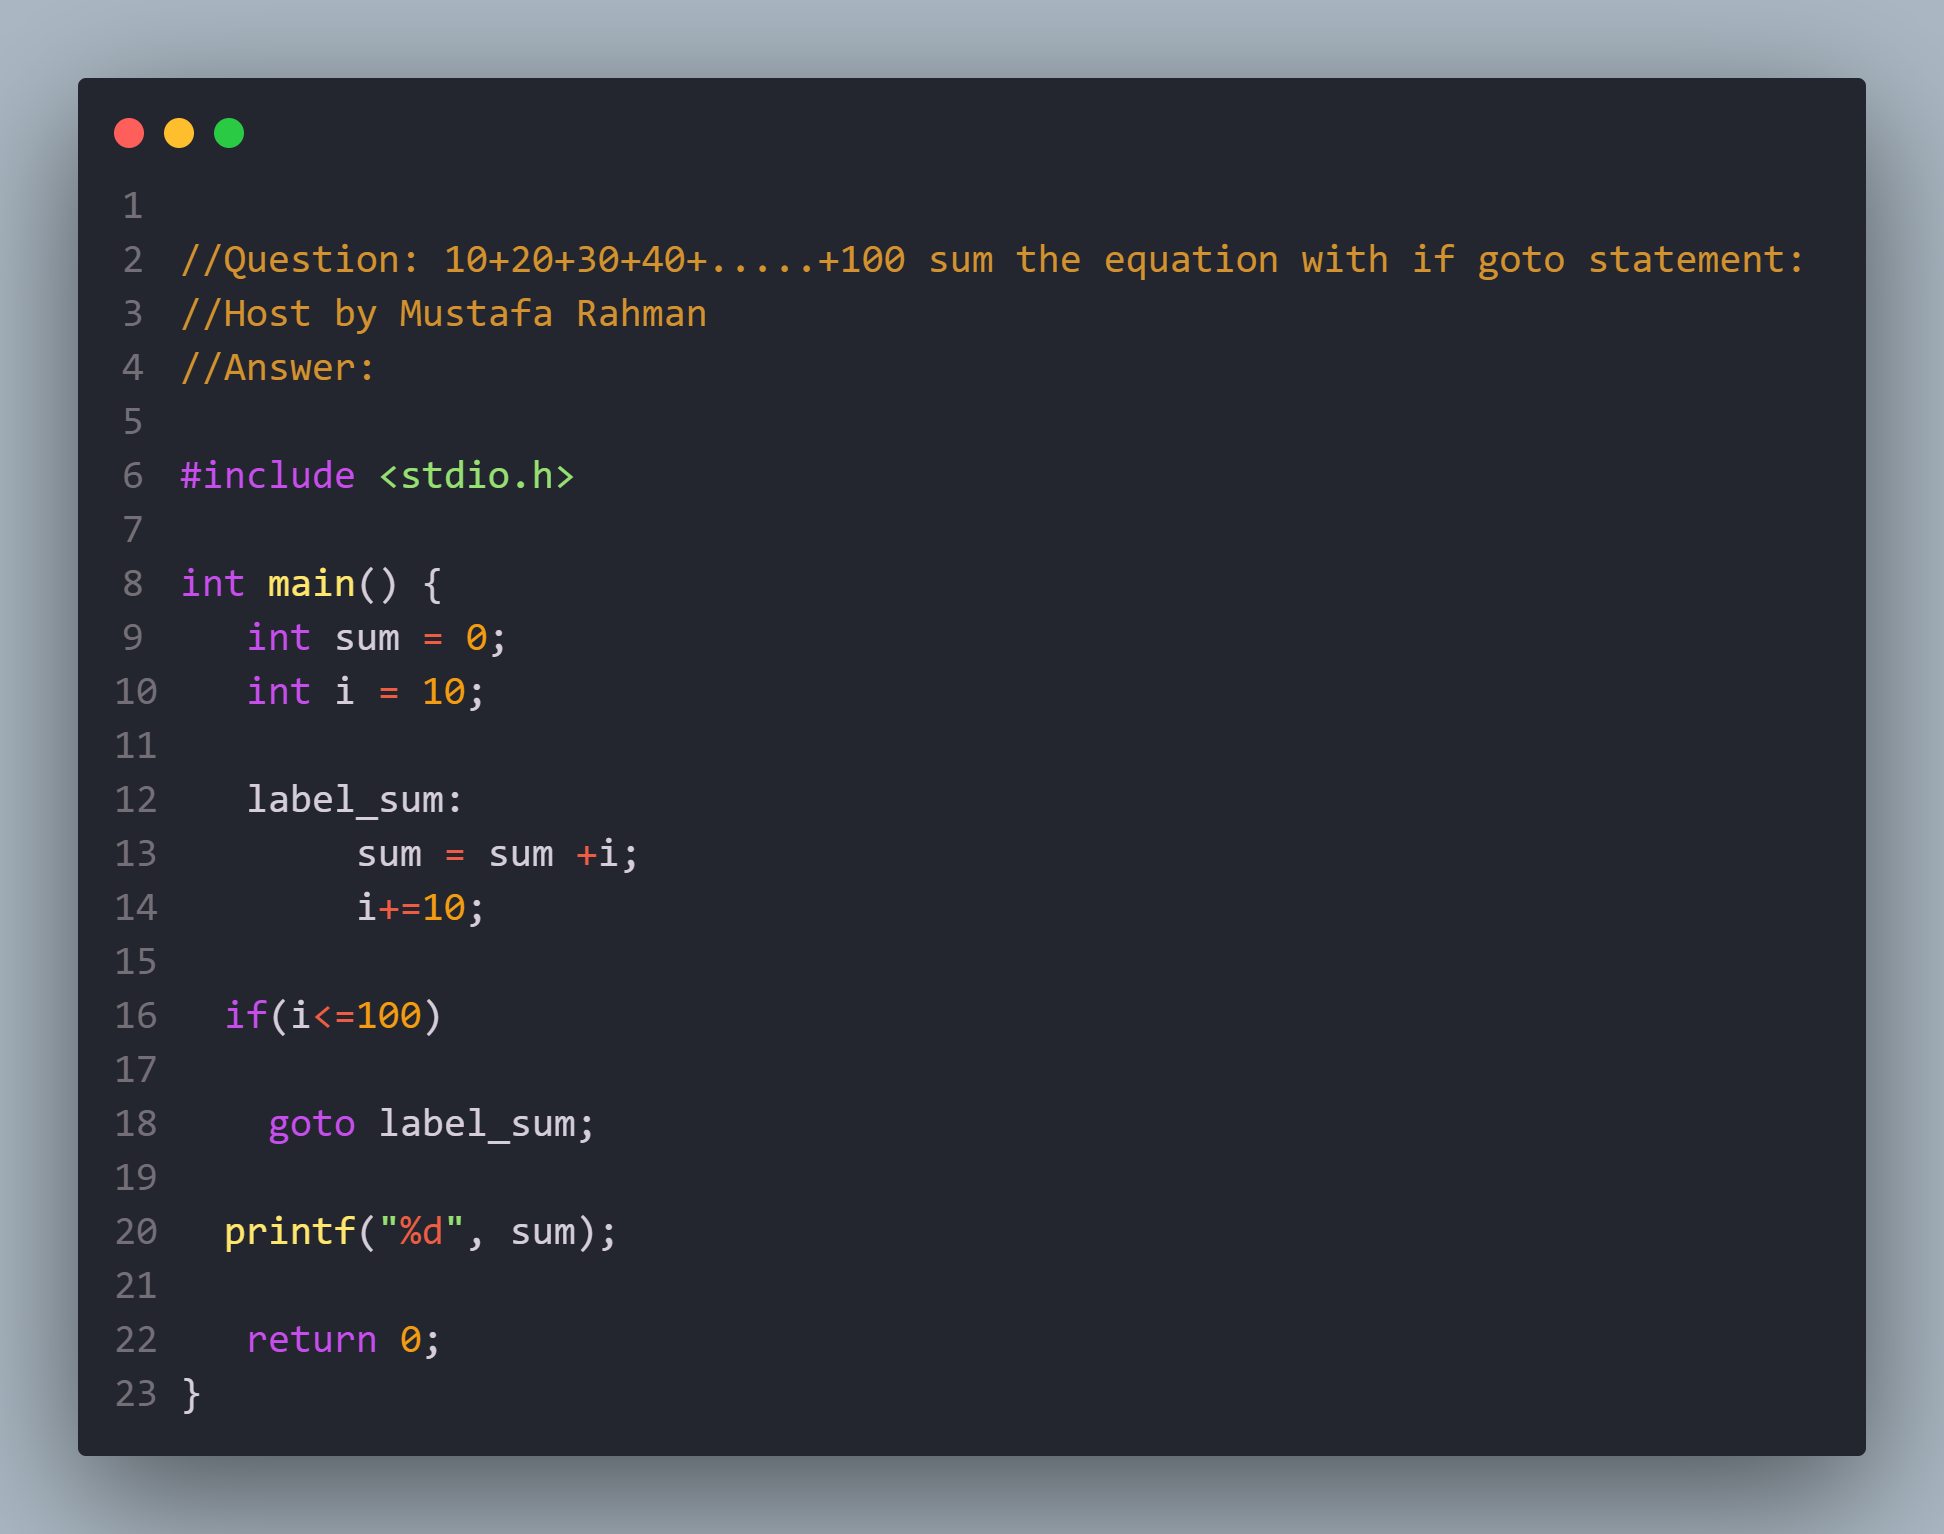 1
2 //Question: 10+20+30+40+.....+100 sum the equation with if goto statement:
3 //Host by Mustafa Rahman
4 //Answer:
5
6 #include <stdio.h>
7
8 int main() {
9    int sum = 0;
10    int i = 10;
11
12    label_sum:
13         sum = sum +i;
14         i+=10;
15
16   if(i<=100)
17
18     goto label_sum;
19
20   printf("%d", sum);
21
22    return 0;
23 }